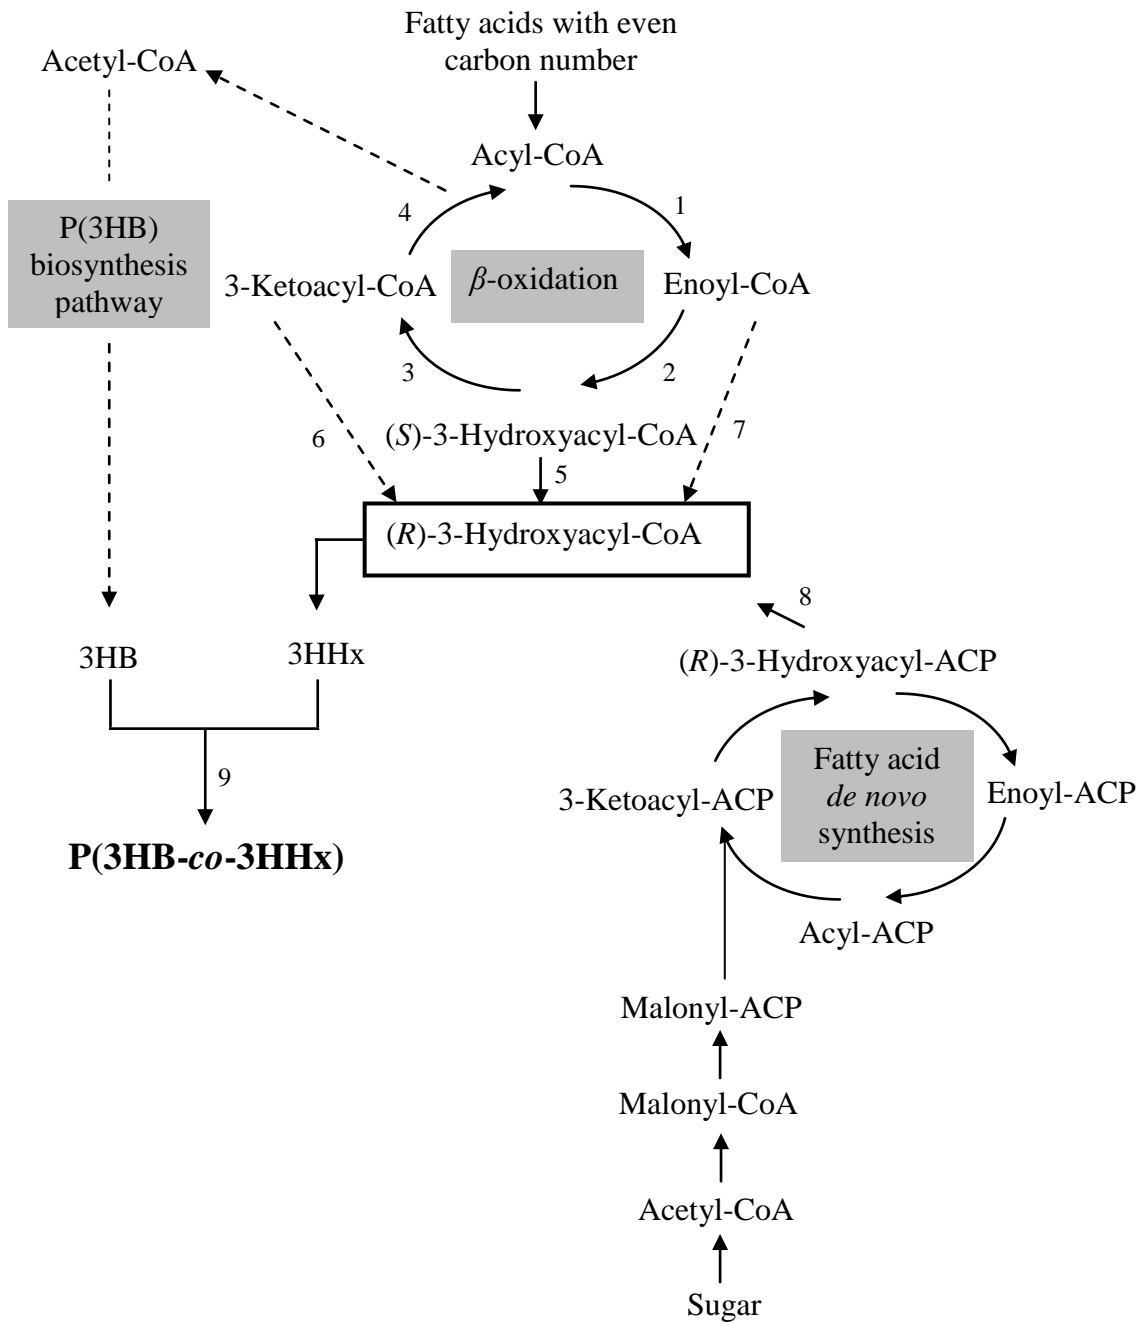 Fatty acids with even
carbon number
Acetyl-CoA
Acyl-CoA
1
4
P(3HB)
biosynthesis
pathway
β-oxidation
3-Ketoacyl-CoA
Enoyl-CoA
3
2
6
(S)-3-Hydroxyacyl-CoA
7
5
(R)-3-Hydroxyacyl-CoA
8
3HB
3HHx
(R)-3-Hydroxyacyl-ACP
9
Fatty acid
de novo
synthesis
3-Ketoacyl-ACP
Enoyl-ACP
P(3HB-co-3HHx)
Acyl-ACP
Malonyl-ACP
Malonyl-CoA
Acetyl-CoA
Sugar